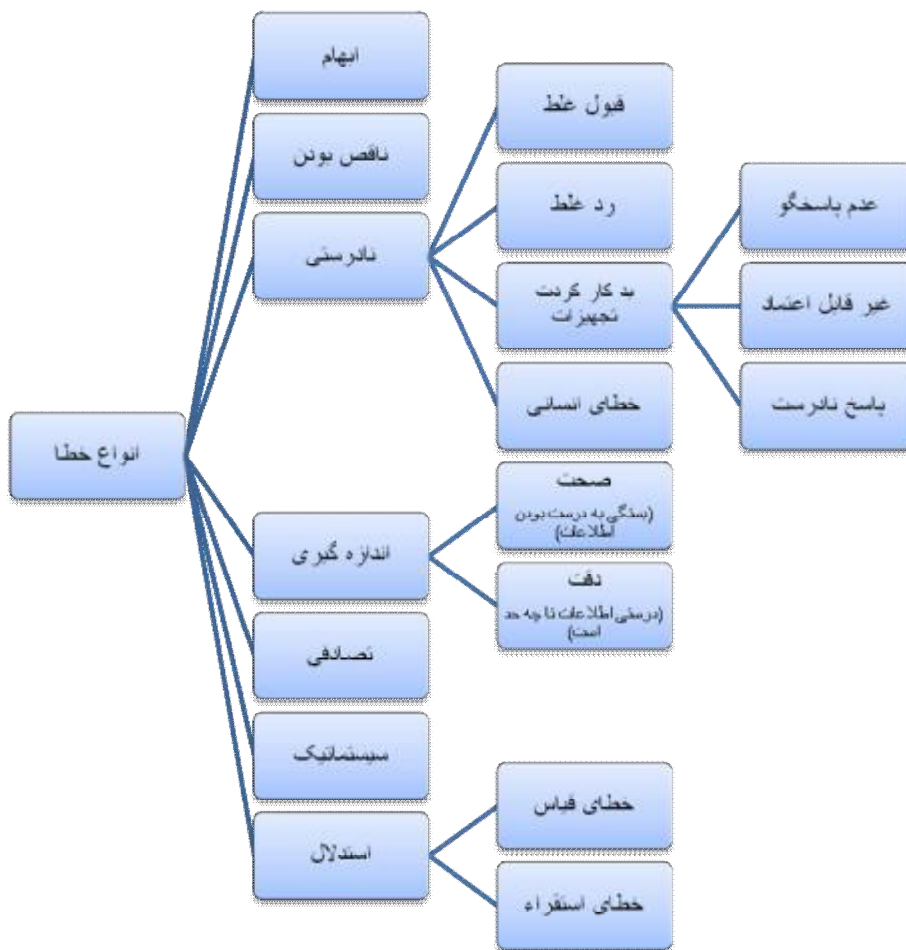 انواع خطا
ابهام
ناقص بودن
نادرستی
قبول غلط
رد غلط
بد کار کردت
تجهیزات
عدم پاسخگو
غیر قابل اعتماد
پاسخ نادرست
خطای انسانی
اندازه گیری
صحت
(بستگی به درست بودن
اطلاعات)
دقت
(درستی اطلاعات تا چه حد
است)
تصادفی
سیستماتیک
استدلال
خطای قیاس
خطای استقراء